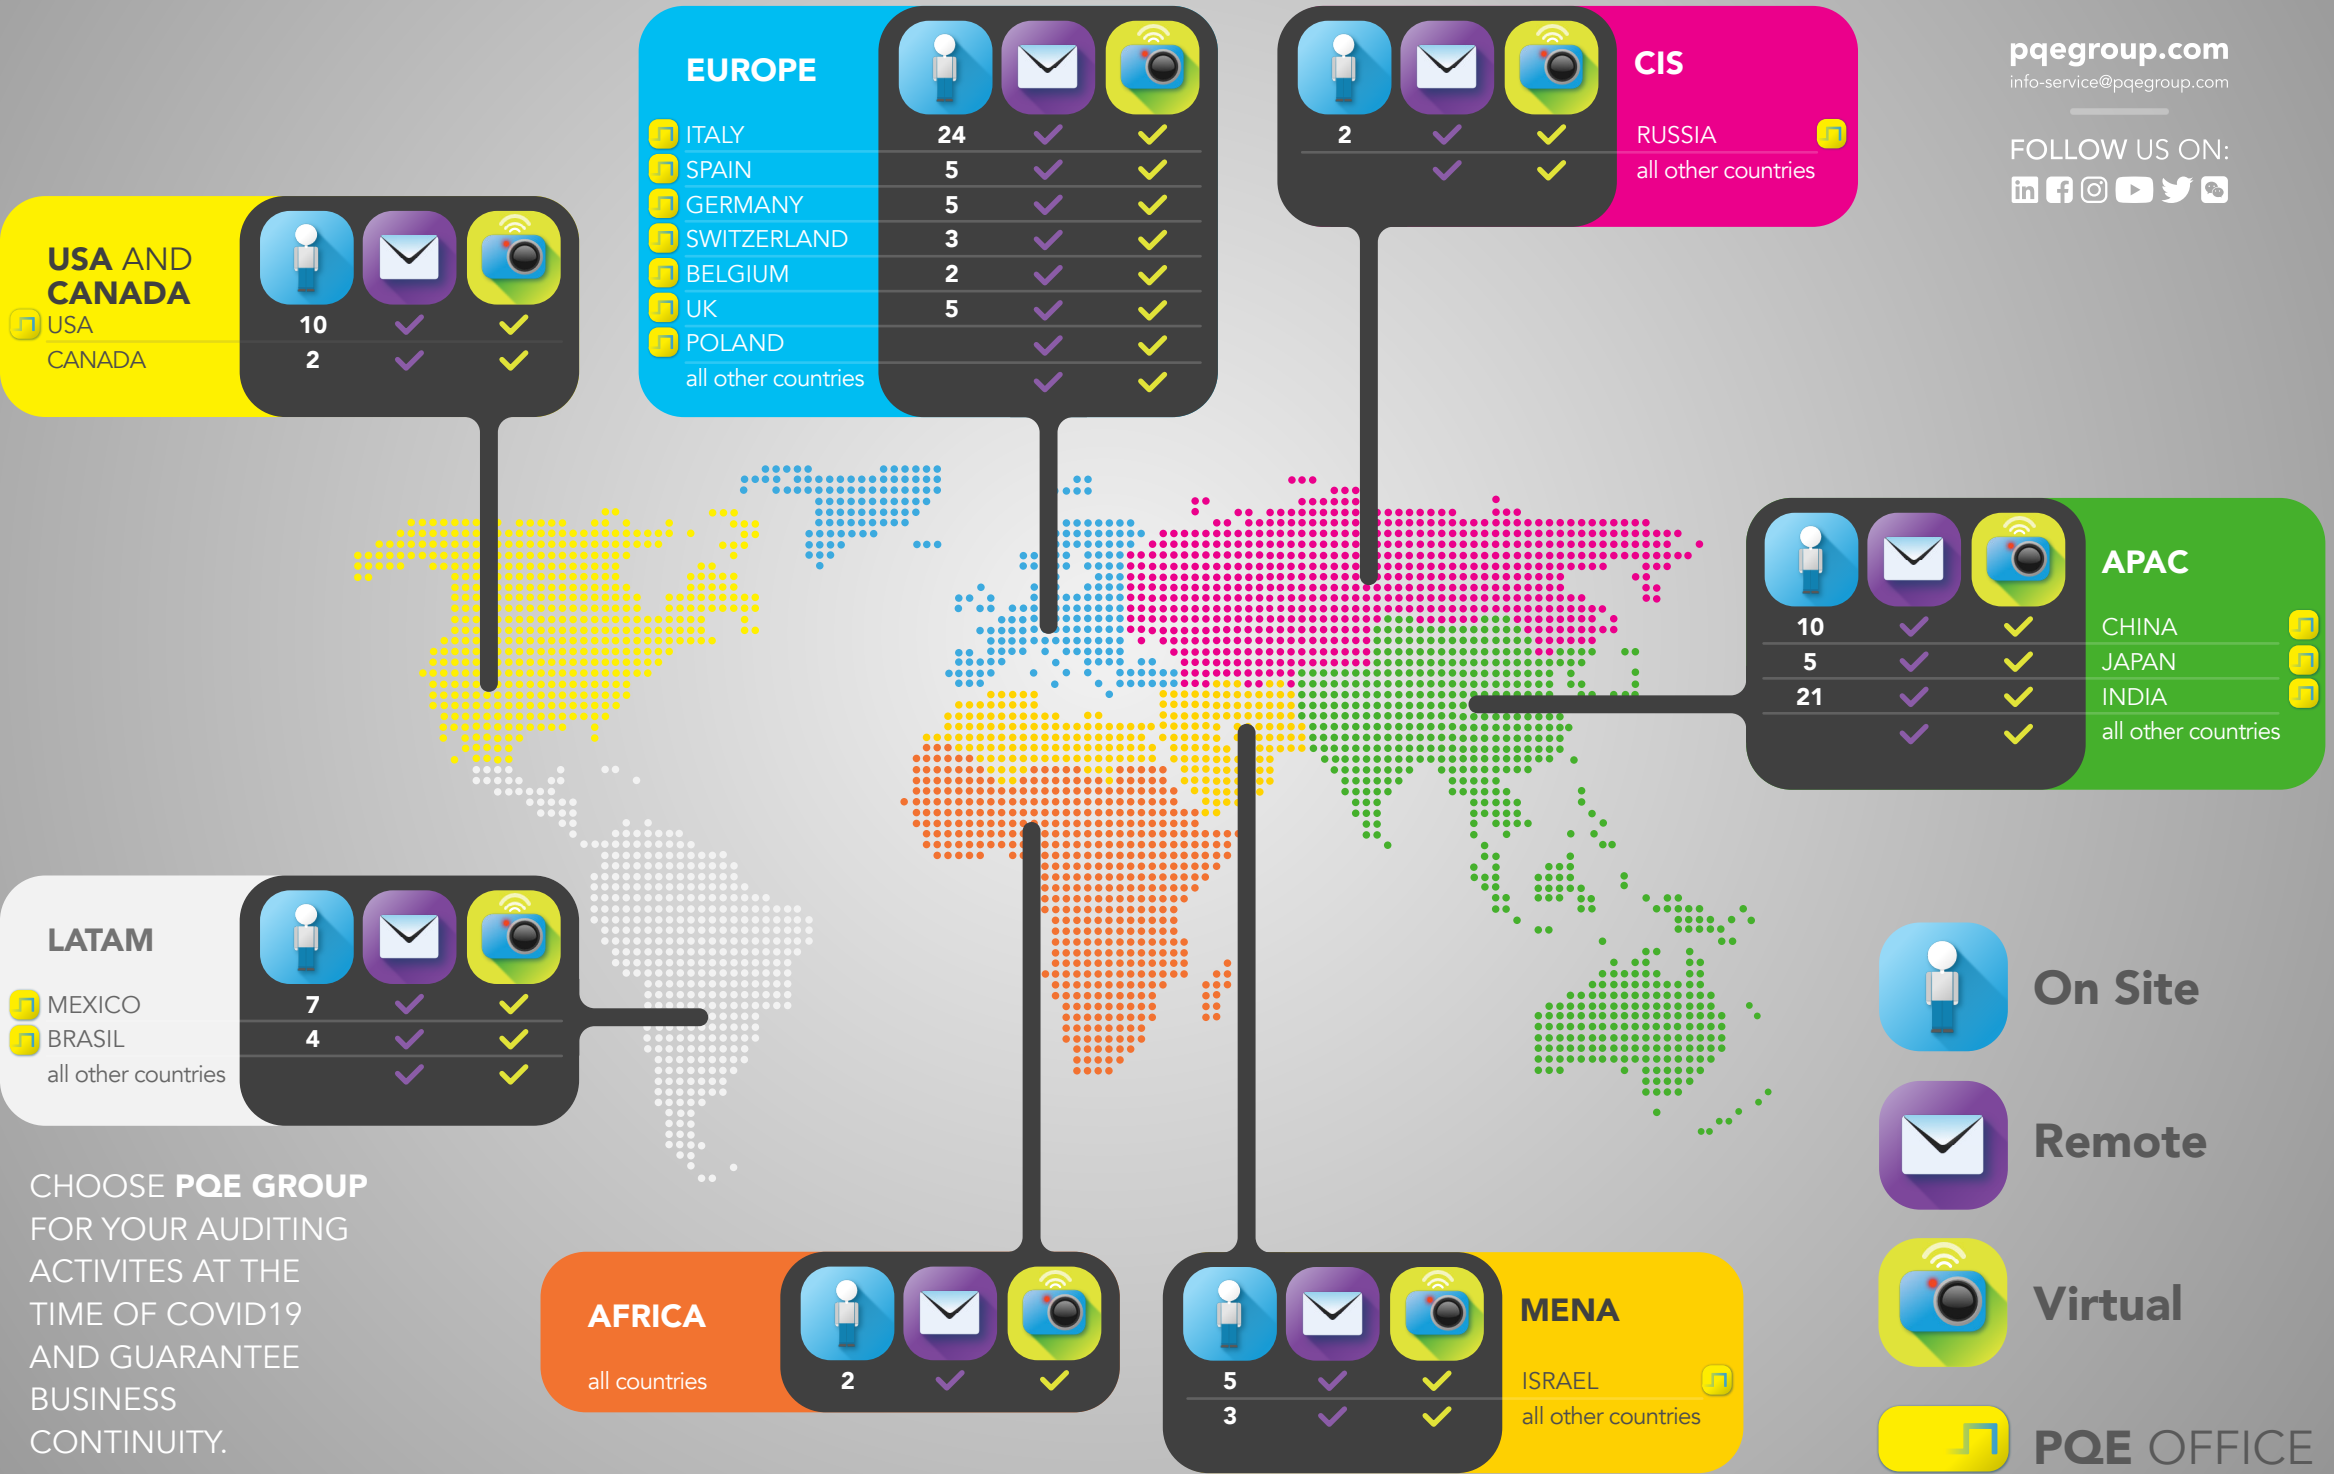 EUROPE
ITALY 24
SPAIN 5
GERMANY 5
SWITZERLAND 3
BELGIUM 2
UK 5
POLAND
all other countries
CIS
2 RUSSIA
all other countries
pqegroup.com
info-service@pqegroup.com
FOLLOW US ON:
in f
USA AND
CANADA
USA 10
CANADA 2
APAC
10 CHINA
5 JAPAN
21 INDIA
all other countries
LATAM
MEXICO 7
BRASIL 4
all other countries
On Site
Remote
Virtual
PQE OFFICE
CHOOSE PQE GROUP
FOR YOUR AUDITING
ACTIVITES AT THE
TIME OF COVID19
AND GUARANTEE
BUSINESS
CONTINUITY.
AFRICA
all countries 2
MENA
5 ISRAEL
3 all other countries